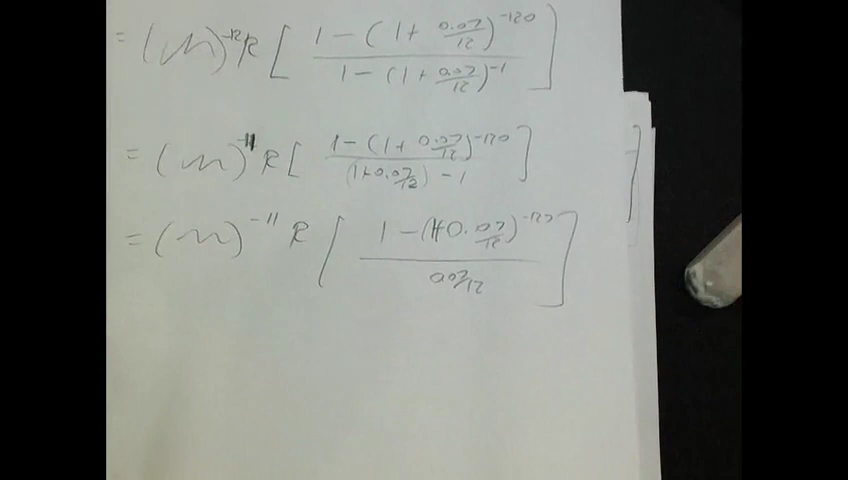 = (m)^-12 R [ 1 - (1 + 0.07/12)^-120 / 1 - (1 + 0.07/12)^-1 ]
= (m)^-11 R [ 1 - (1 + 0.07/12)^-120 / (1+0.07/12) - 1 ]
= (m)^-11 R [ 1 - (1+0.07/12)^-120 / 0.07/12 ]